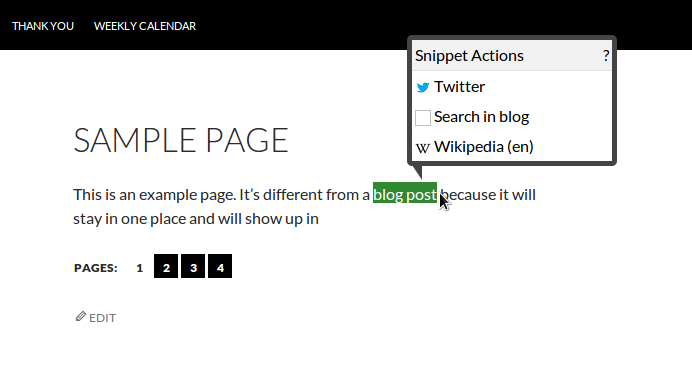 THANK YOU WEEKLY CALENDAR
Snippet Actions ?
Twitter
Search in blog
Wikipedia (en)
SAMPLE PAGE
This is an example page. It’s different from a blog post because it will
stay in one place and will show up in
PAGES: 1 2 3 4
EDIT